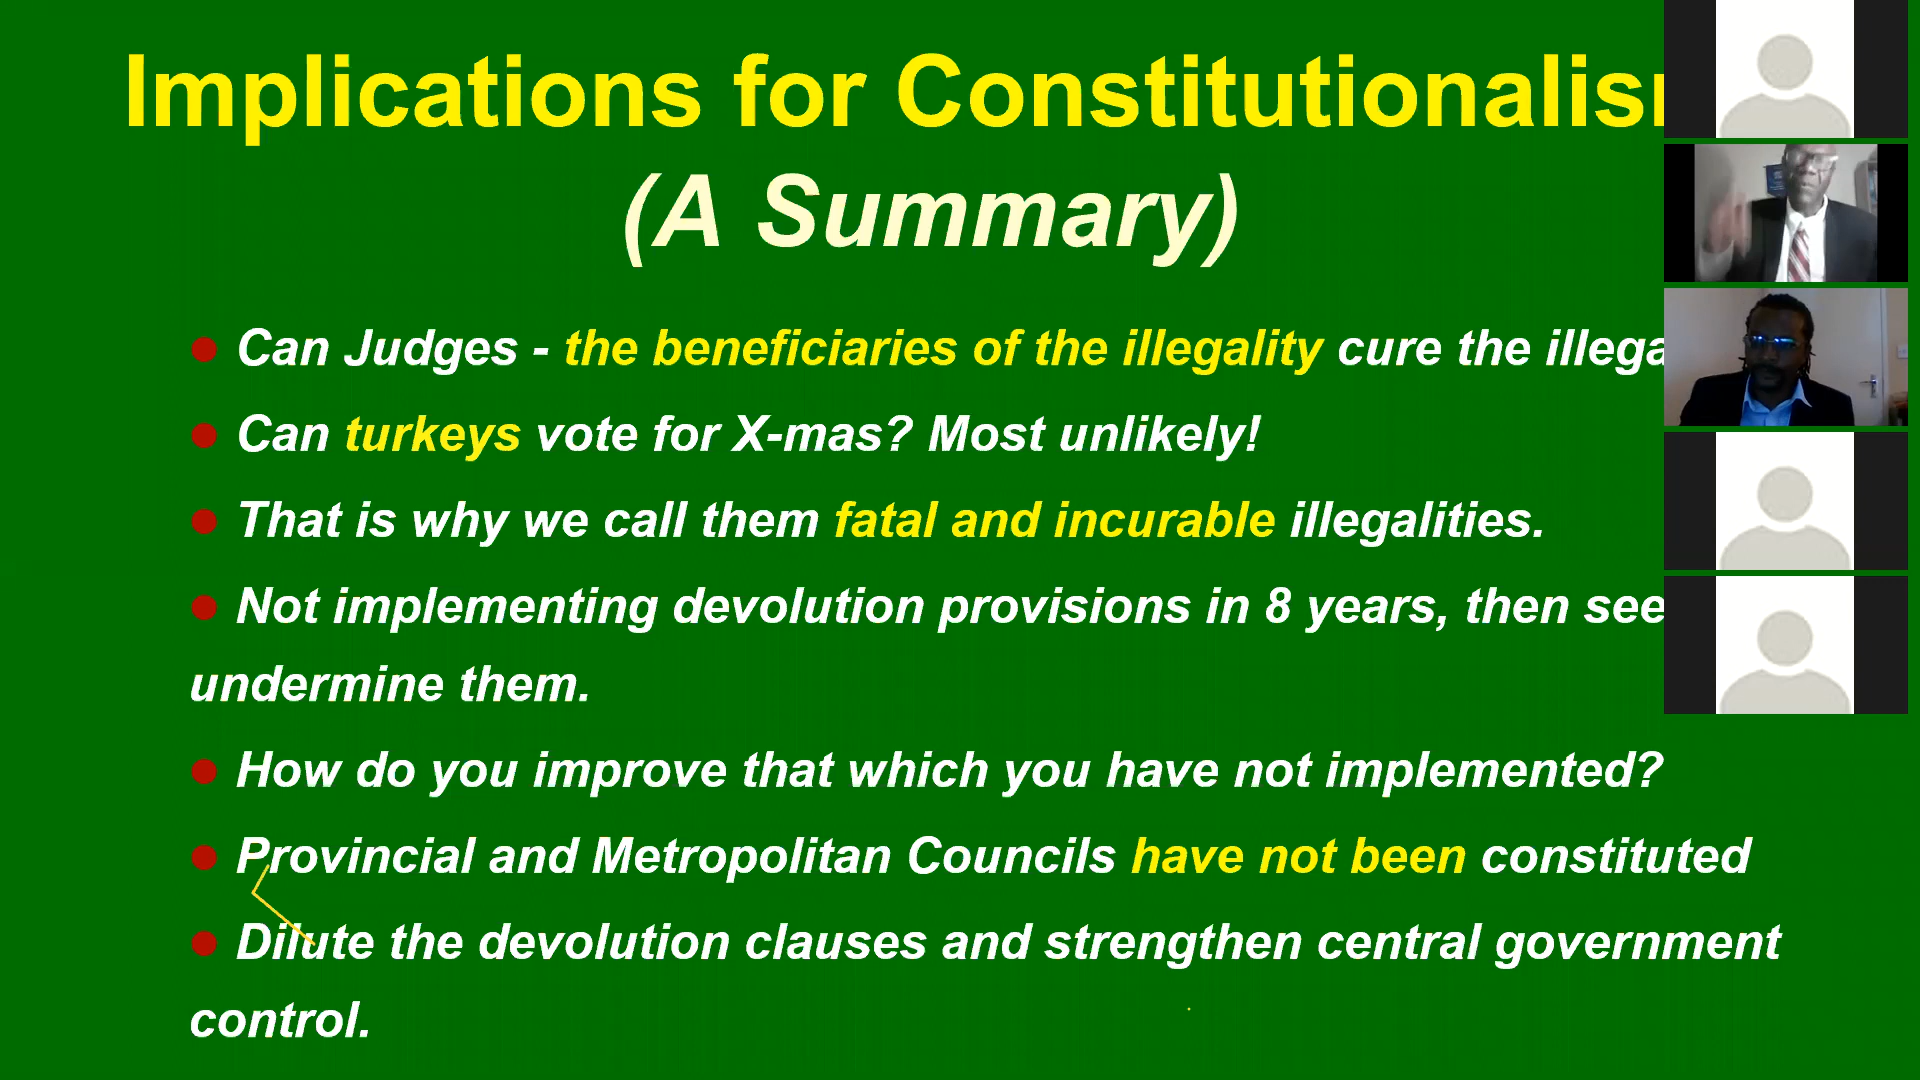 Implications for Constitutionalis
(A Summary)
● Can Judges - the beneficiaries of the illegality cure the illega
● Can turkeys vote for X-mas? Most unlikely!
● That is why we call them fatal and incurable illegalities.
● Not implementing devolution provisions in 8 years, then see
undermine them.
● How do you improve that which you have not implemented?
● Provincial and Metropolitan Councils have not been constituted
● Dilute the devolution clauses and strengthen central government
control.